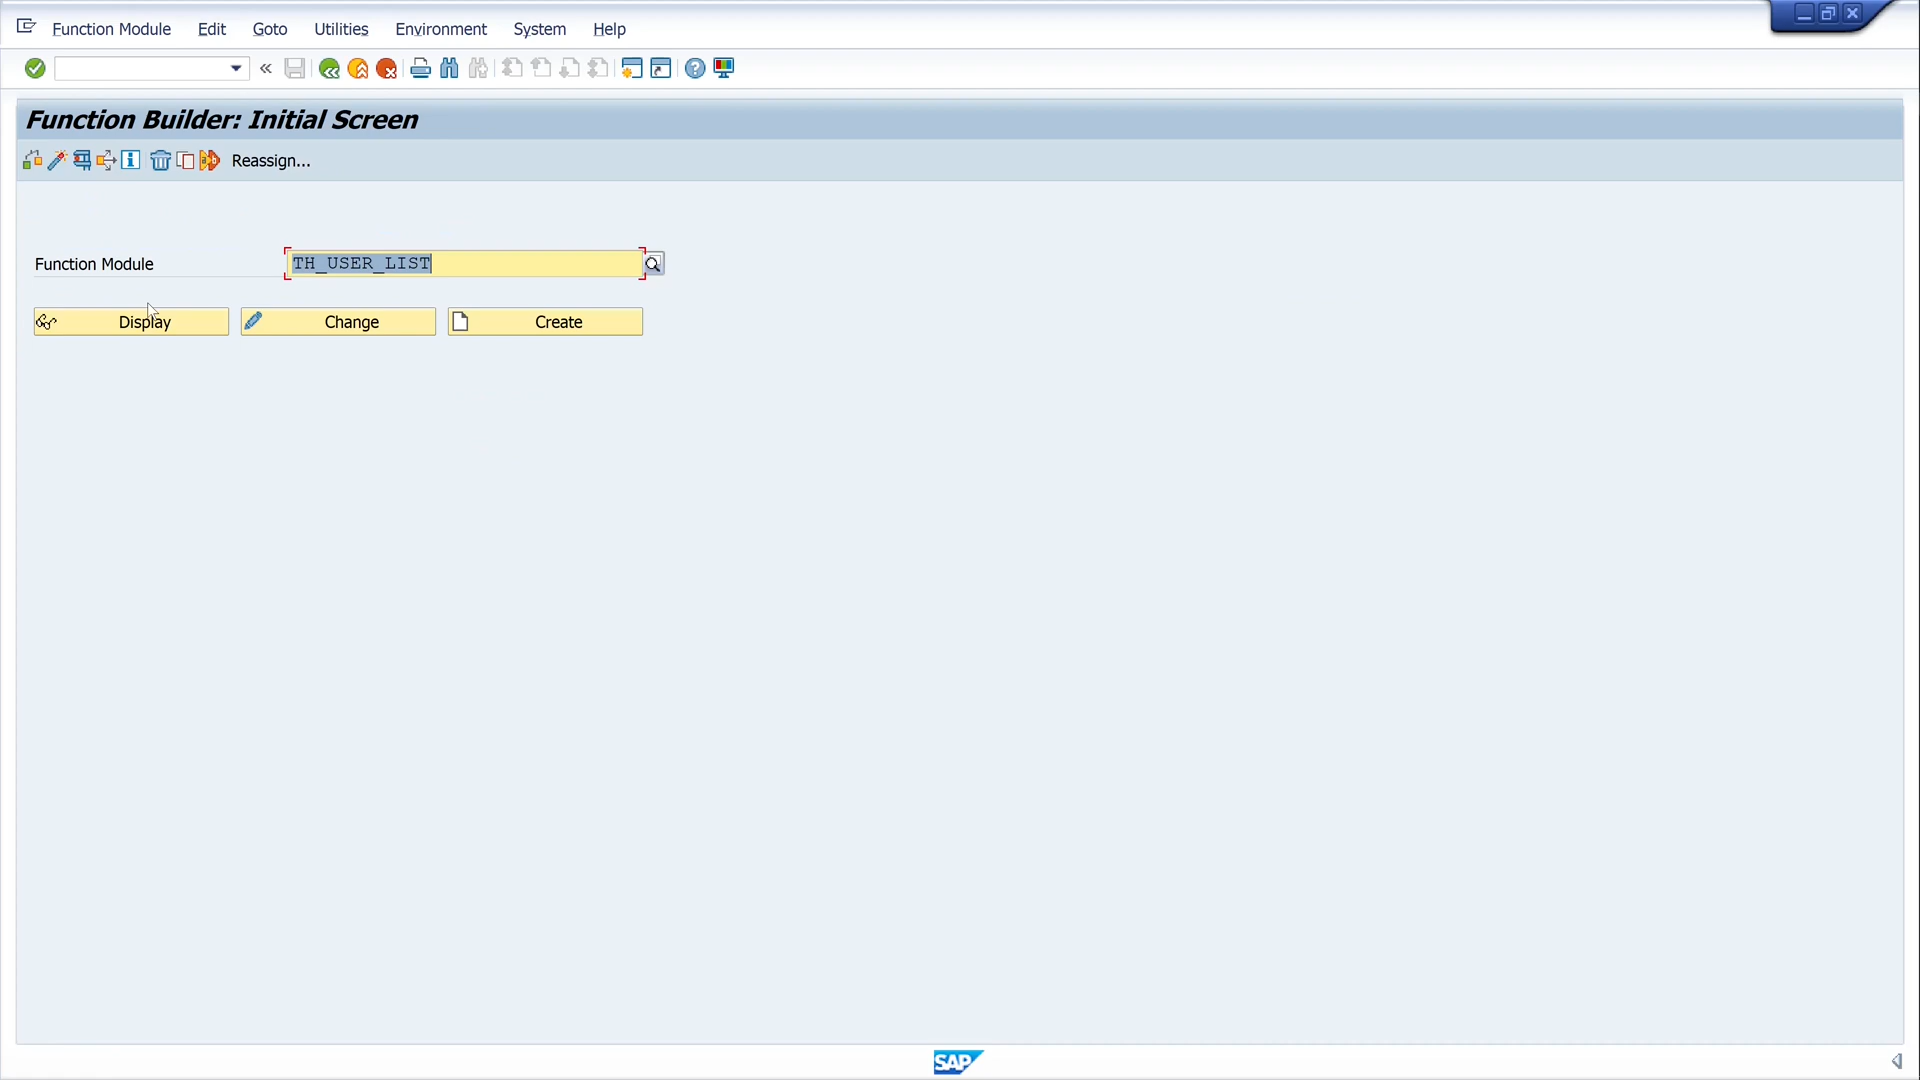 Function Module Edit Goto Utilities Environment System Help
Function Builder: Initial Screen
Reassign...
Function Module TH_USER_LIST
Display Change Create
SAP